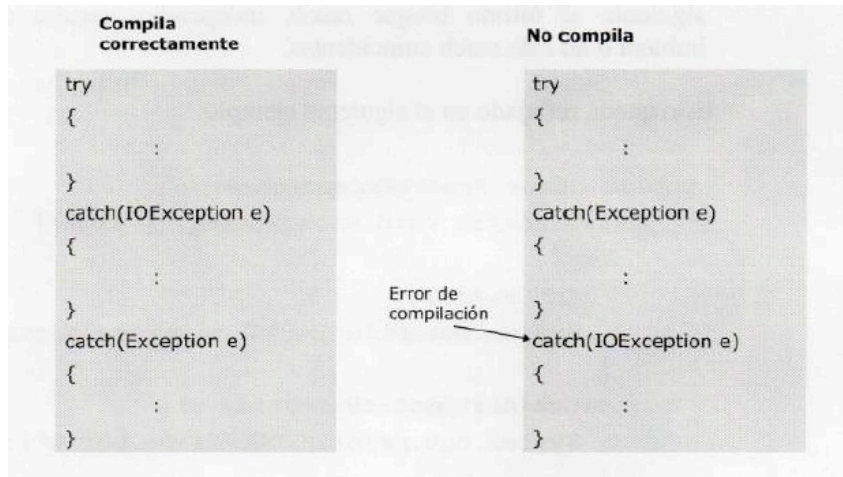 Compila
correctamente
try
{
:
}
catch(IOException e)
{
:
}
catch(Exception e)
{
:
}
No compila
try
{
:
}
catch(Exception e)
{
:
}
Error de
compilación
catch(IOException e)
{
:
}